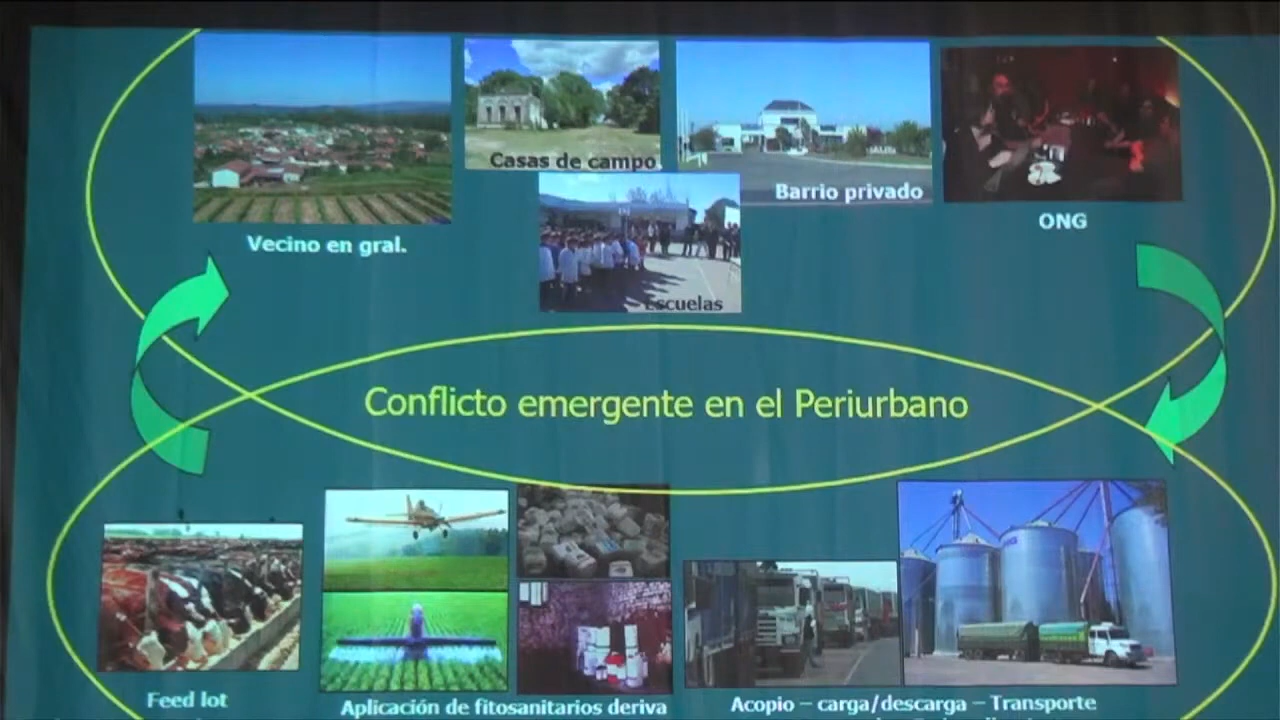 Casas de campo
Barrio privado
ONG
Vecino en gral.
Escuelas
Conflicto emergente en el Periurbano
Feed lot
Aplicación de fitosanitarios deriva
Acopio – carga/descarga – Transporte